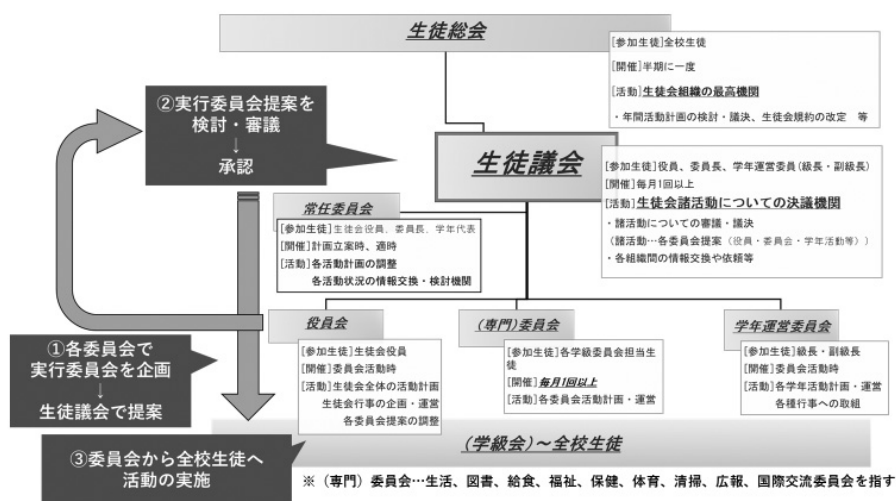 生徒総会
[参加生徒]全校生徒
[開催]半期に一度
[活動]生徒会組織の最高機関
・年間活動計画の検討・議決、生徒会規約の改定 等
②実行委員会提案を
検討・審議
↓
承認
生徒議会
[参加生徒]役員、委員長、学年運営委員(級長・副級長)
[開催]毎月1回以上
[活動]生徒会諸活動についての決議機関
・諸活動についての審議・議決
(諸活動…各委員会提案(役員・委員会・学年活動等))
・各組織間の情報交換や依頼等
常任委員会
[参加生徒]生徒会役員、委員長、学年代表
[開催]計画立案時、適時
[活動]各活動計画の調整
各活動状況の情報交換・検討機関
①各委員会で
実行委員会を企画
↓
生徒議会で提案
役員会
[参加生徒]生徒会役員
[開催]委員会活動時
[活動]生徒会全体の活動計画
生徒会行事の企画・運営
各委員会提案の調整
(専門)委員会
[参加生徒]各学級委員会担当生
徒
[開催]毎月1回以上
[活動]各委員会活動計画・運営
学年運営委員会
[参加生徒]級長・副級長
[開催]委員会活動時
[活動]各学年活動計画・運営
各種行事への取組
③委員会から全校生徒へ
活動の実施
(学級会)～全校生徒
※(専門)委員会…生活、図書、給食、福祉、保健、体育、清掃、広報、国際交流委員会を指す